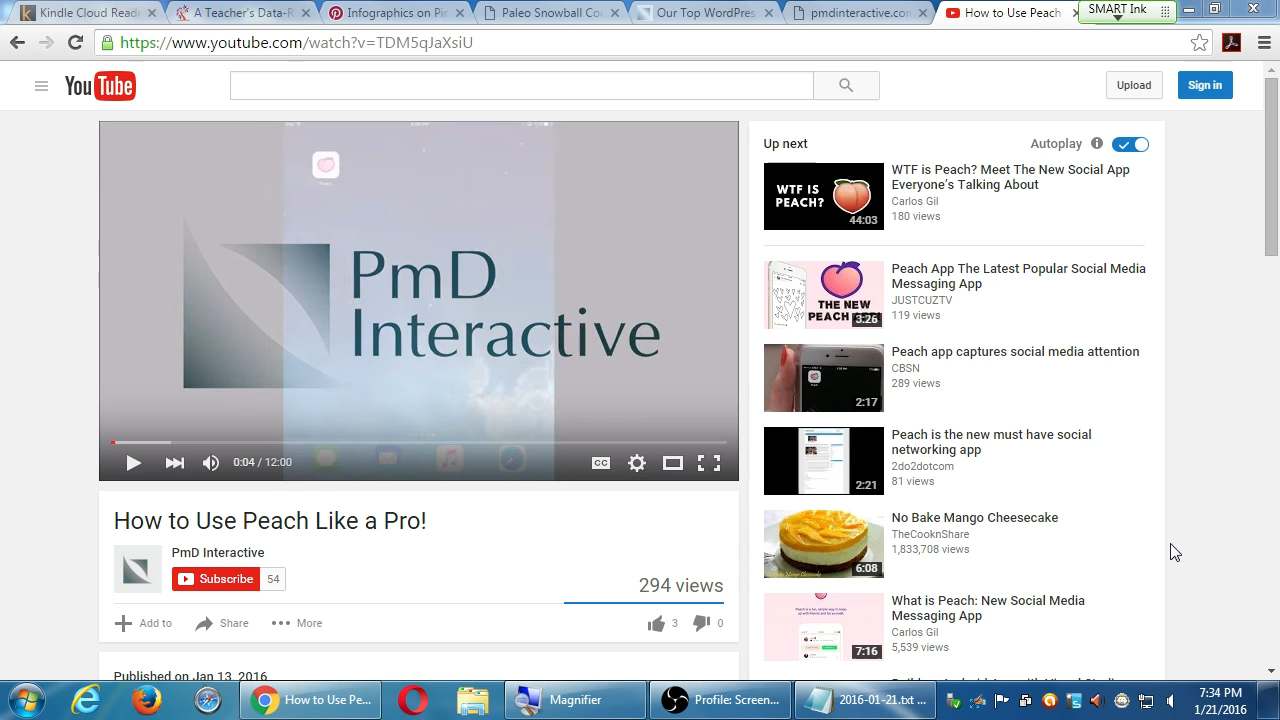 Kindle Cloud Read
A Teacher's Data-R
Infographics on Pin
Paleo Snowball Co
Our Top WordPres
pmdinteractive.com
How to Use Peach
SMART Ink
https://www.youtube.com/watch?v=TDM5qJaXsiU
YouTube
Upload
Sign in
PmD
Interactive
0:04 / 12:00
CC
How to Use Peach Like a Pro!
PmD Interactive
Subscribe 54
294 views
Add to Share More 3 0
Published on Jan 13, 2016
Up next
Autoplay
WTF IS
PEACH?
44:03
WTF is Peach? Meet The New Social App
Everyone's Talking About
Carlos Gil
180 views
THE NEW
PEACH
3:26
Peach App The Latest Popular Social Media
Messaging App
JUSTCUZTV
119 views
2:17
Peach app captures social media attention
CBSN
289 views
2:21
Peach is the new must have social
networking app
2do2dotcom
81 views
6:08
No Bake Mango Cheesecake
TheCooknShare
1,833,708 views
7:16
What is Peach: New Social Media
Messaging App
Carlos Gil
5,539 views
How to Use Pe...
Magnifier
Profile: Screen...
2016-01-21.txt ...
7:34 PM
1/21/2016